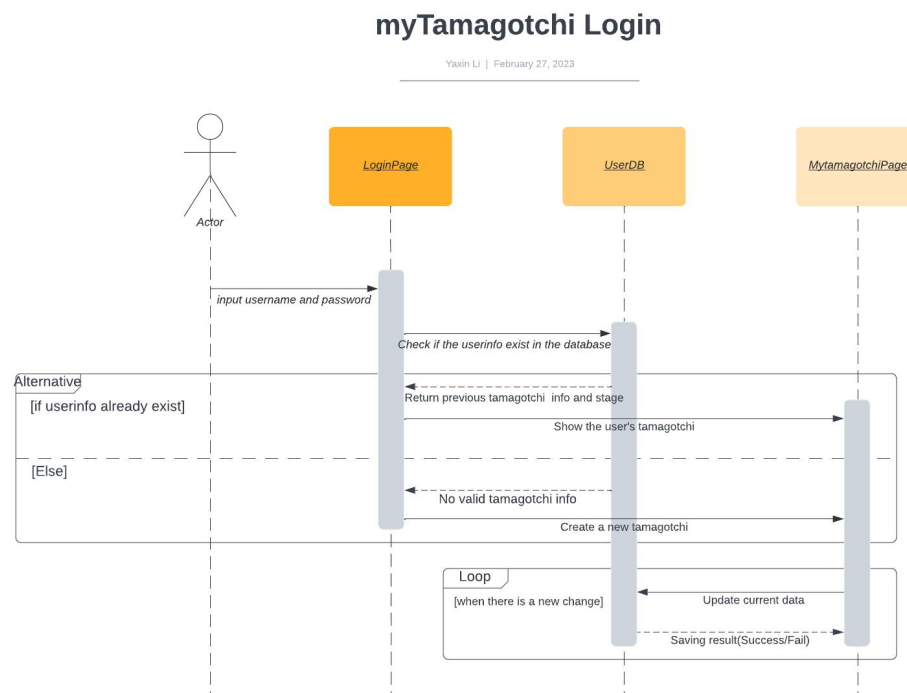 myTamagotchi Login
Yaxin Li | February 27, 2023
LoginPage
UserDB
MytamagotchiPage
Actor
input username and password
Check if the userinfo exist in the database
Alternative
Return previous tamagotchi info and stage
[if userinfo already exist]
Show the user's tamagotchi
[Else]
No valid tamagotchi info
Create a new tamagotchi
Loop
[when there is a new change]
Update current data
Saving result(Success/Fail)